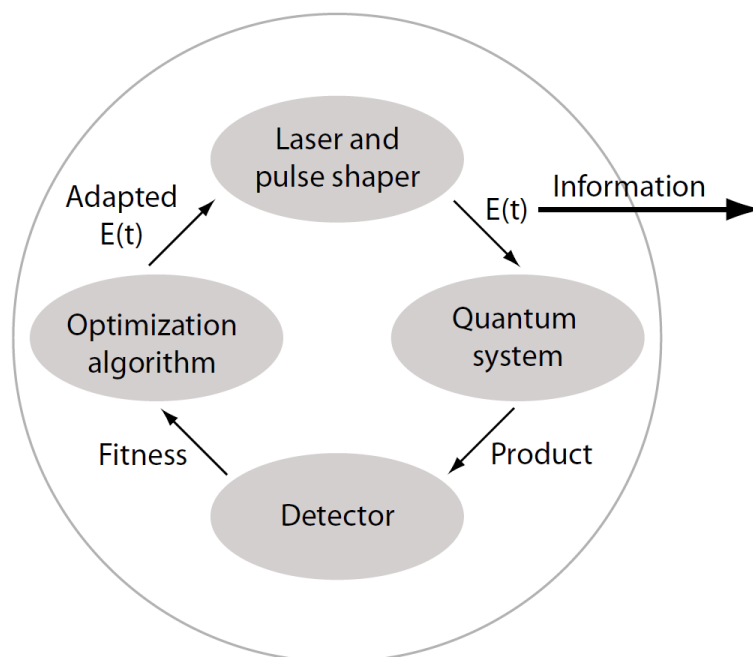 Laser and
pulse shaper
Adapted
E(t)
E(t)
Information
Optimization
algorithm
Quantum
system
Fitness
Product
Detector